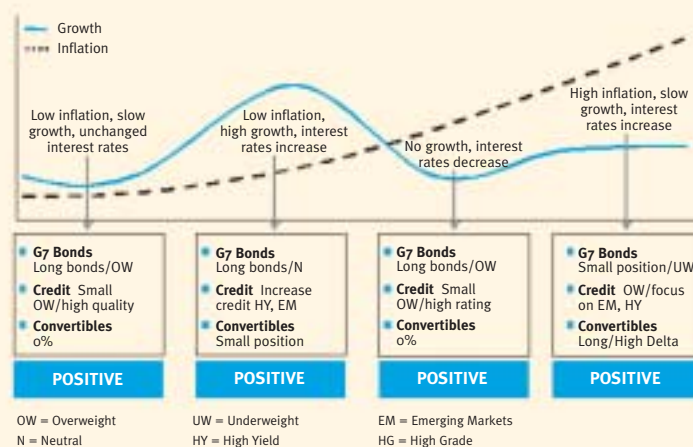 Growth
Inflation
Low inflation, slow
growth, unchanged
interest rates
Low inflation,
high growth, interest
rates increase
No growth, interest
rates decrease
High inflation, slow
growth, interest
rates increase
G7 Bonds
Long bonds/OW
Credit Small
OW/high quality
Convertibles
0%
POSITIVE
G7 Bonds
Long bonds/N
Credit Increase
credit HY, EM
Convertibles
Small position
POSITIVE
G7 Bonds
Long bonds/OW
Credit Small
OW/high rating
Convertibles
0%
POSITIVE
G7 Bonds
Small position/UW
Credit OW/focus
on EM, HY
Convertibles
Long/High Delta
POSITIVE
OW = Overweight
N = Neutral
UW = Underweight
HY = High Yield
EM = Emerging Markets
HG = High Grade